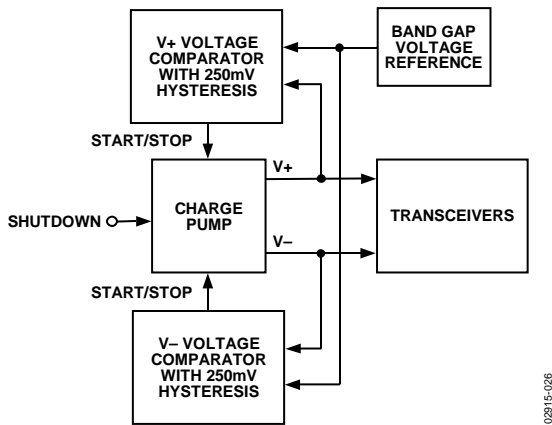 V+ VOLTAGE
COMPARATOR
WITH 250mV
HYSTERESIS
BAND GAP
VOLTAGE
REFERENCE
START/STOP
V+
SHUTDOWN
CHARGE
PUMP
TRANSCEIVERS
V–
START/STOP
V– VOLTAGE
COMPARATOR
WITH 250mV
HYSTERESIS
02915-026